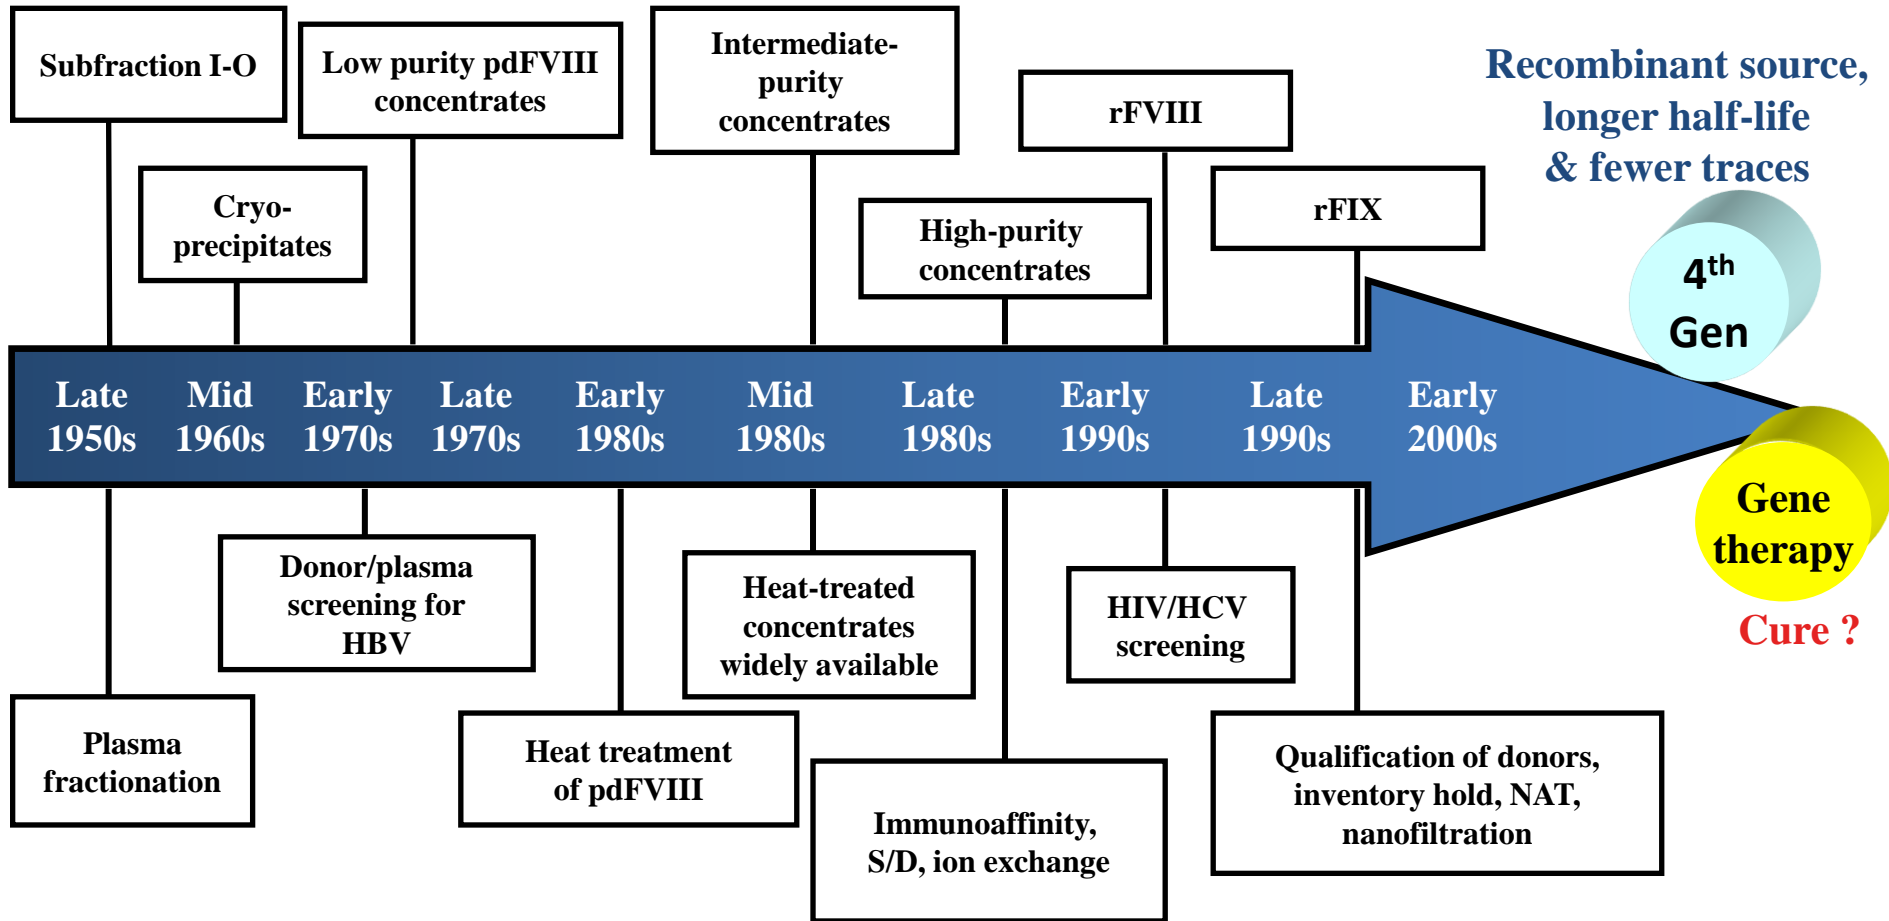 Subfraction I-O
Low purity pdFVIII
concentrates
Intermediate-
purity
concentrates
rFVIII
Recombinant source,
longer half-life
& fewer traces
Cryo-
precipitates
High-purity
concentrates
rFIX
4th
Gen
Late
1950s
Mid
1960s
Early
1970s
Late
1970s
Early
1980s
Mid
1980s
Late
1980s
Early
1990s
Late
1990s
Early
2000s
Gene
therapy
Cure ?
Donor/plasma
screening for
HBV
Heat-treated
concentrates
widely available
HIV/HCV
screening
Plasma
fractionation
Heat treatment
of pdFVIII
Immunoaffinity,
S/D, ion exchange
Qualification of donors,
inventory hold, NAT,
nanofiltration